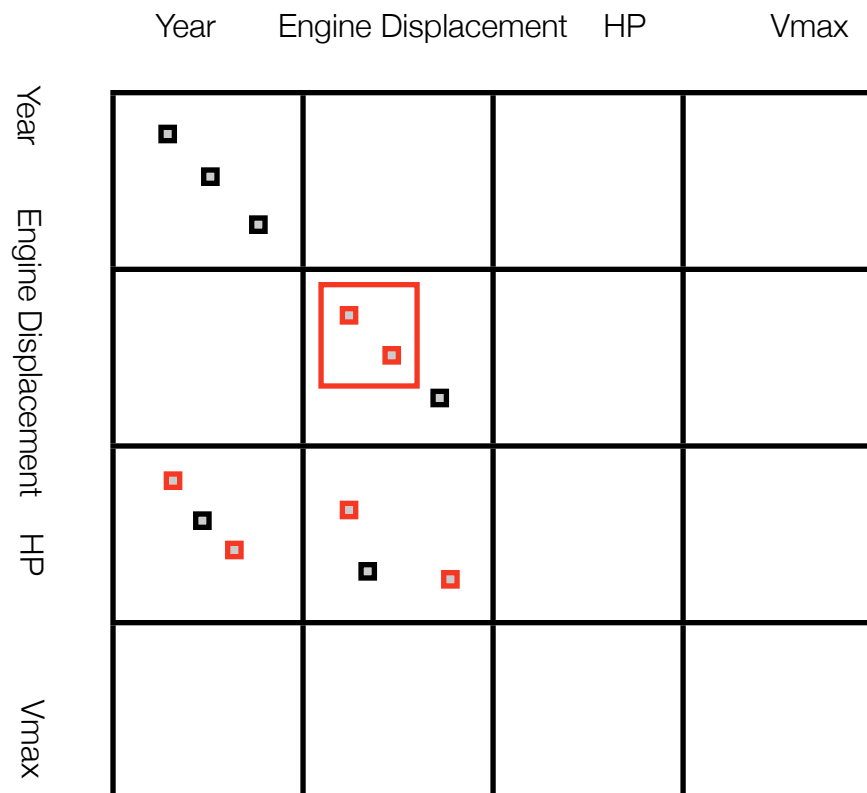 Year Engine Displacement HP Vmax
Year
Engine Displacement
HP
Vmax